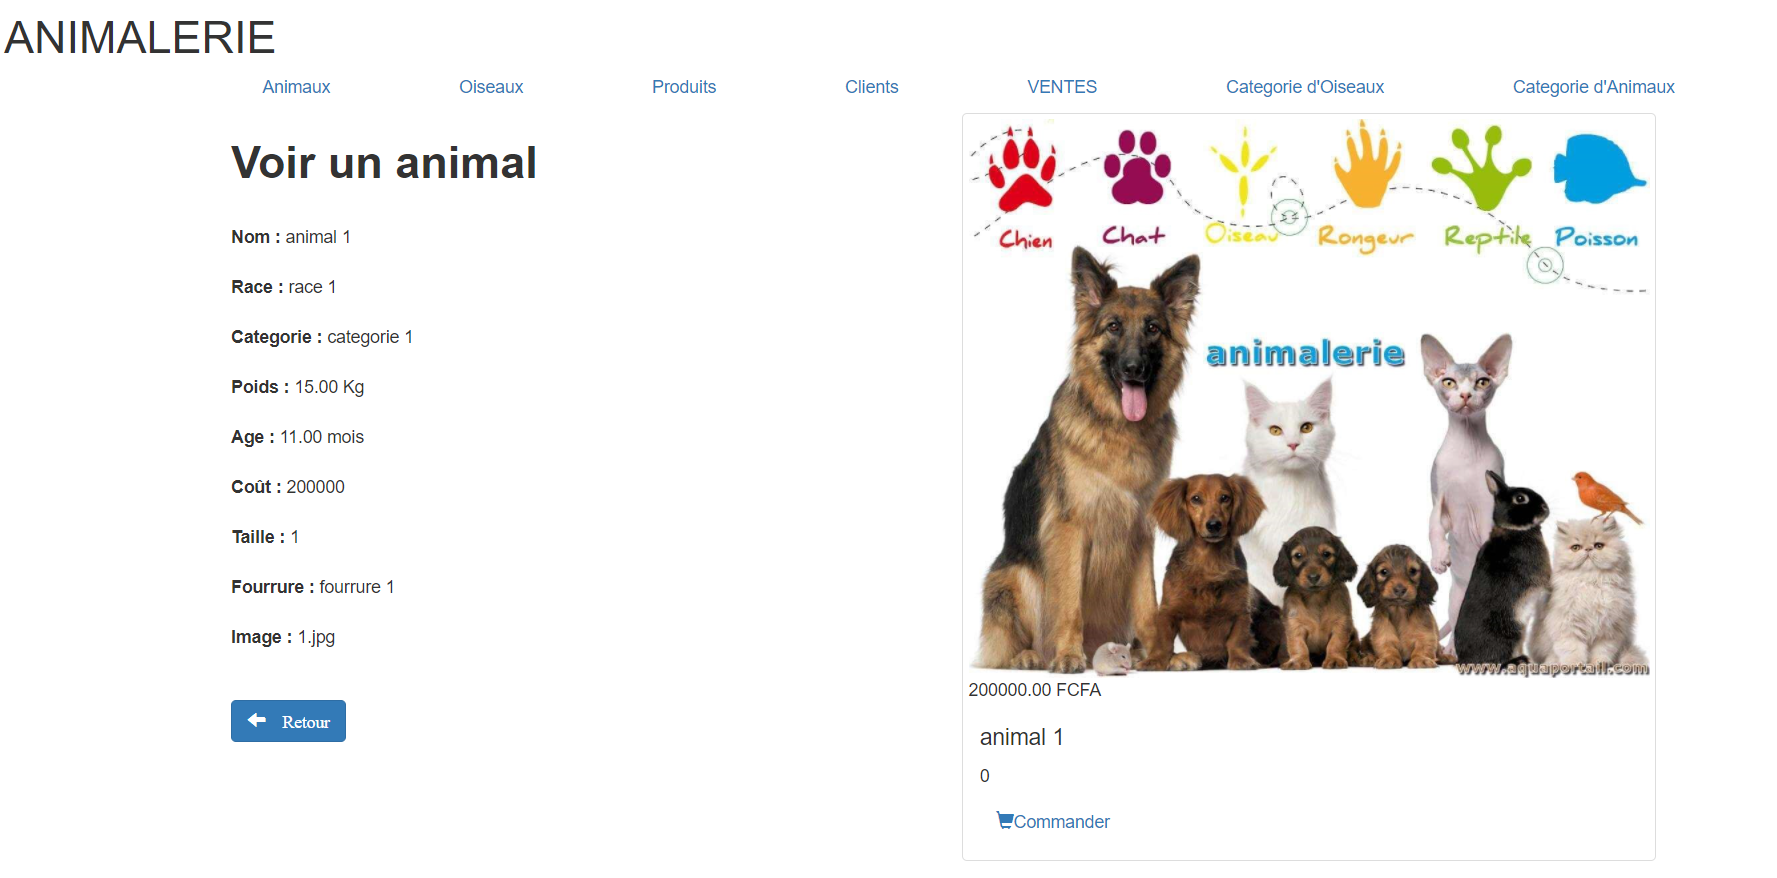 ANIMALERIE
Animaux Oiseaux Produits Clients VENTES Categorie d'Oiseaux Categorie d'Animaux
Voir un animal
Nom : animal 1
Race : race 1
Categorie : categorie 1
Poids : 15.00 Kg
Age : 11.00 mois
Coût : 200000
Taille : 1
Fourrure : fourrure 1
Image : 1.jpg
Retour
Chien Chat Oiseau Rongeur Reptile Poisson
animalerie
www.aquaportail.com
200000.00 FCFA
animal 1
0
Commander